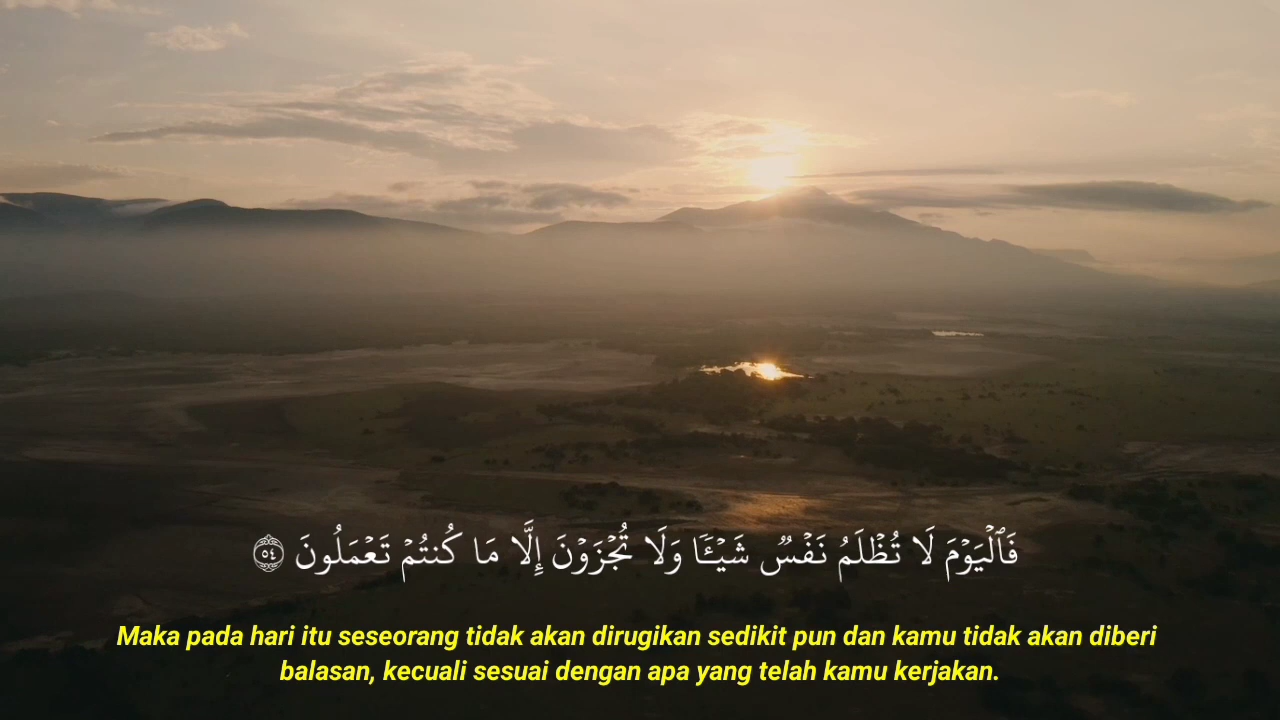 فَٱلْيَوْمَ لَا تُظْلَمُ نَفْسٌ شَيْـًٔا وَلَا تُجْزَوْنَ إِلَّا مَا كُنتُمْ تَعْمَلُونَ ٥٤
Maka pada hari itu seseorang tidak akan dirugikan sedikit pun dan kamu tidak akan diberi
balasan, kecuali sesuai dengan apa yang telah kamu kerjakan.